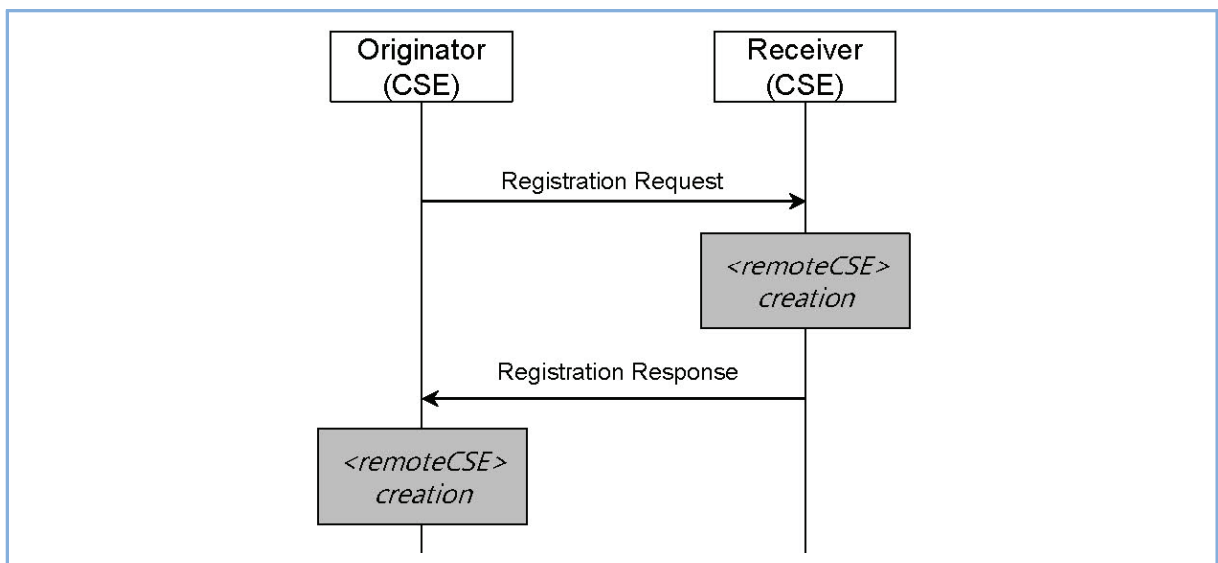 Originator
(CSE)
Receiver
(CSE)
Registration Request
<remoteCSE>
creation
Registration Response
<remoteCSE>
creation